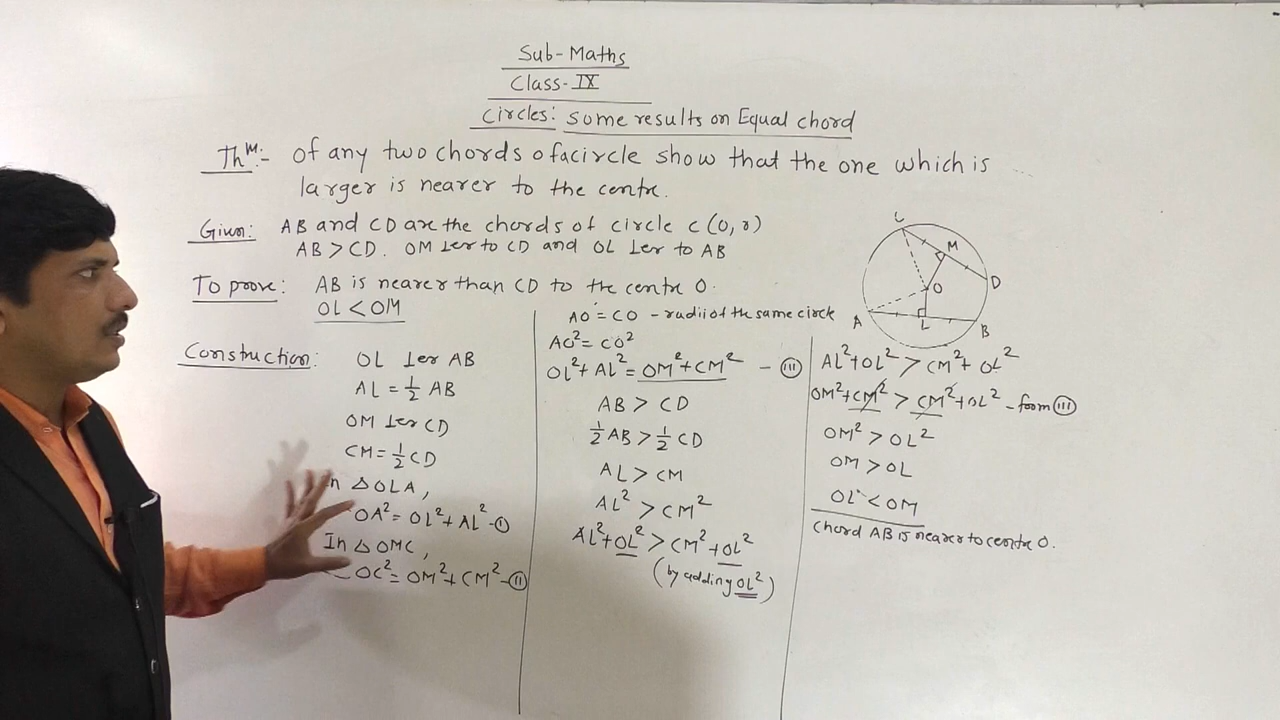 Sub-Maths
Class-IX
Circles: some results on Equal chord
Thᵐ:- Of any two chords of a circle show that the one which is
larger is nearer to the centre.
Given: AB and CD are the chords of circle C(O, r)
AB > CD. OM ⊥er to CD and OL ⊥er to AB
To prove: AB is nearer than CD to the centre O.
OL < OM
Construction: OL ⊥er AB
AL = 1/2 AB
OM ⊥er CD
CM = 1/2 CD
In △OLA,
OA² = OL² + AL² - I
In △OMC,
OC² = OM² + CM² - II
AO = CO - radii of the same circle
AO² = CO²
OL² + AL² = OM² + CM² - III
AB > CD
1/2 AB > 1/2 CD
AL > CM
AL² > CM²
AL² + OL² > CM² + OL²
(by adding OL²)
C
M
D
O
A
L
B
AL² + OL² > CM² + OL²
OM² + CM² > CM² + OL² - from III
OM² > OL²
OM > OL
OL < OM
Chord AB is nearer to centre O.